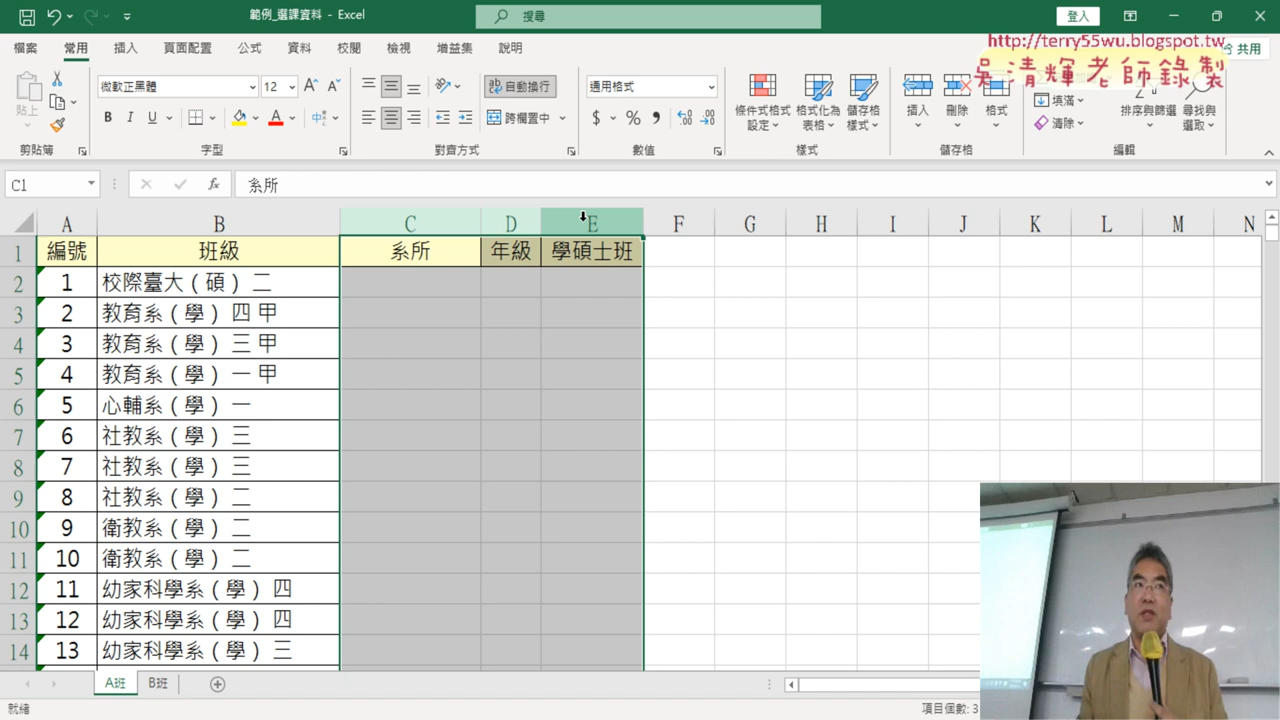 範例_選課資料 - Excel
搜尋
登入
檔案 常用 插入 頁面配置 公式 資料 校閱 檢視 增益集 說明
共用
http://terry55wu.blogspot.tw
吳清輝老師錄製
貼上
微軟正黑體 12
自動換行
跨欄置中
通用格式
條件式格式設定 格式化為表格 儲存格樣式
插入 刪除 格式
填滿
清除
排序與篩選 尋找與選取
剪貼簿 字型 對齊方式 數值 樣式 儲存格 編輯
C1 fx 系所
A B C D E F G H I J K L M N
1 編號 班級 系所 年級 學碩士班
2 1 校際臺大（碩） 二
3 2 教育系（學） 四 甲
4 3 教育系（學） 三 甲
5 4 教育系（學） 一 甲
6 5 心輔系（學） 一
7 6 社教系（學） 三
8 7 社教系（學） 三
9 8 社教系（學） 二
10 9 衛教系（學） 二
11 10 衛教系（學） 二
12 11 幼家科學系（學） 四
13 12 幼家科學系（學） 四
14 13 幼家科學系（學） 三
A班 B班
就緒
項目個數: 3